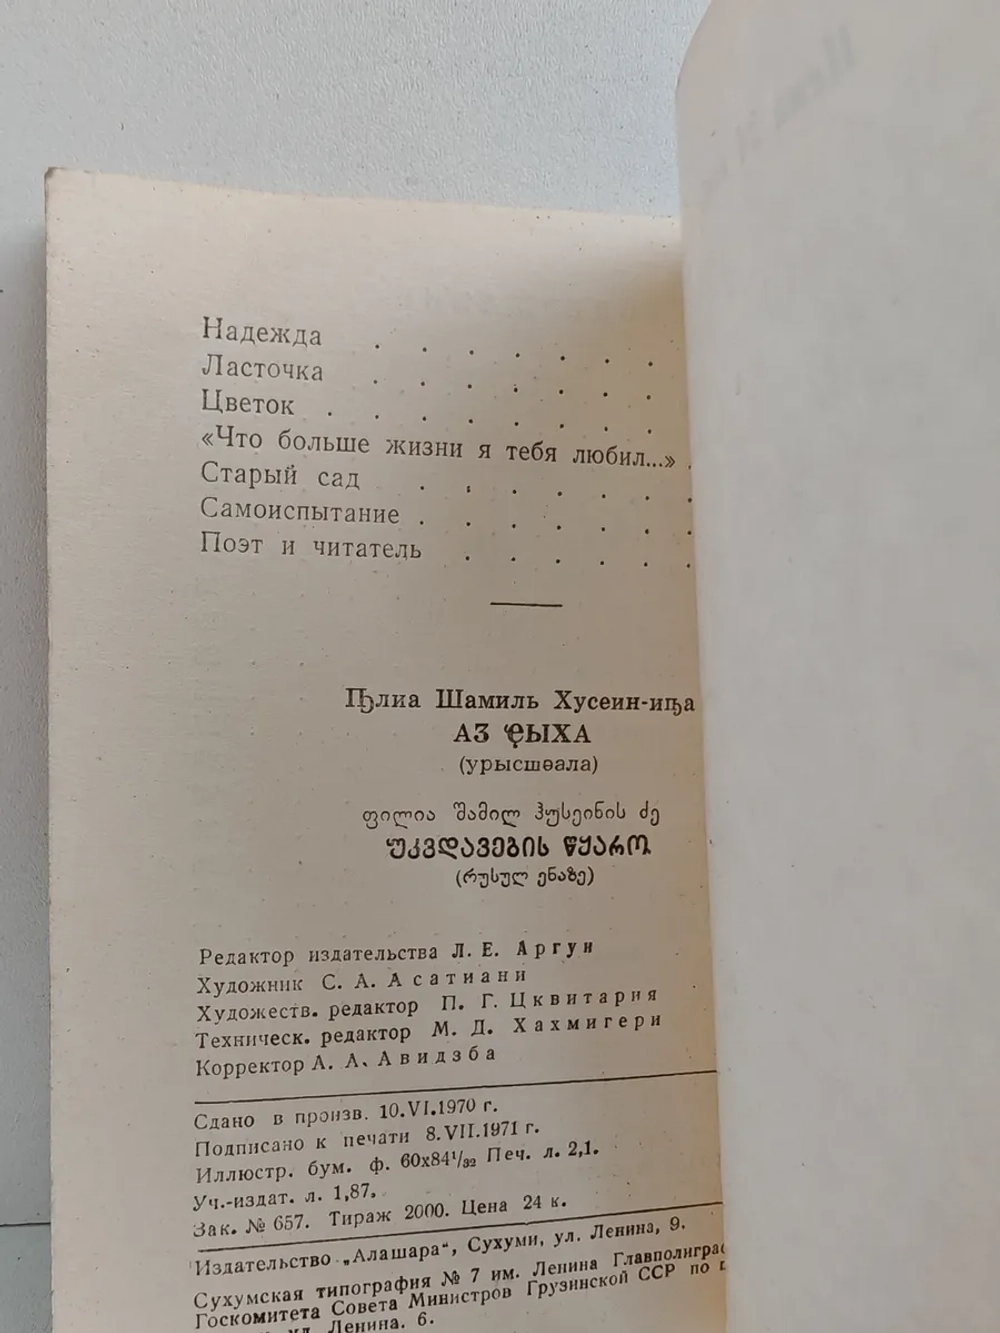 Надежда . . . . . . .
Ласточка . . . . . . .
Цветок . . . . . . . .
«Что больше жизни я тебя любил...» .
Старый сад . . . . . . .
Самоиспытание . . . . . . .
Поэт и читатель . . . . . .
Ҧлиа Шамиль Хусеин-иҧа
АӠ ҾЫХА
(урысшәала)
ფილია შამილ ჰუსეინის ძე
უკვდავების წყარო
(რუსულ ენაზე)
Редактор издательства Л. Е. Аргун
Художник С. А. Асатиани
Художеств. редактор П. Г. Цквитария
Техническ. редактор М. Д. Хахмигери
Корректор А. А. Авидзба
Сдано в произв. 10.VI.1970 г.
Подписано к печати 8.VII.1971 г.
Иллюстр. бум. ф. 60х84¹/₃₂ Печ. л. 2,1.
Уч.-издат. л. 1,87.
Зак. № 657. Тираж 2000. Цена 24 к.
Издательство „Алашара“, Сухуми, ул. Ленина, 9.
Сухумская типография № 7 им. Ленина Главполиграф
Госкомитета Совета Министров Грузинской ССР по
ул. Ленина. 6.